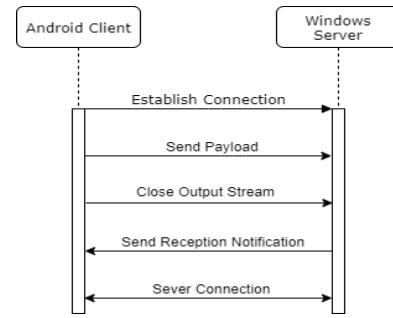 Android Client
Windows
Server
Establish Connection
Send Payload
Close Output Stream
Send Reception Notification
Sever Connection